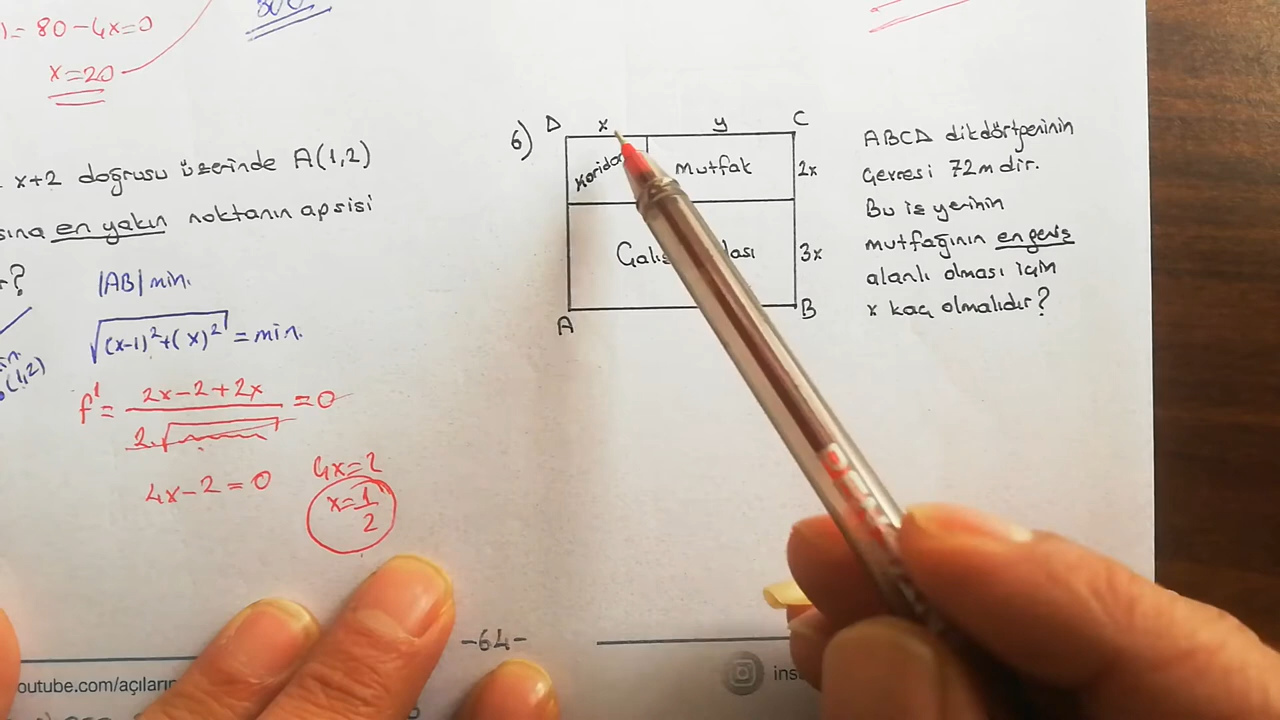 = 80-4x=0
x=20
x+2 doğrusu üzerinde A(1,2)
en yakın noktanın apsisi
r?
|AB| min.
√(x-1)²+(x)² = min.
(1,2)
f' = 2x-2+2x / 2√ = 0
4x-2=0
4x=2
x=1/2
-64-
outube.com/açıların
6)
D x y C
Koridor Mutfak 2x
3x
A B
ABCD dikdörtgeninin
Çevresi 72m dir.
Bu iş yerinin
mutfağının en geniş
alanlı olması için
x kaç olmalıdır?